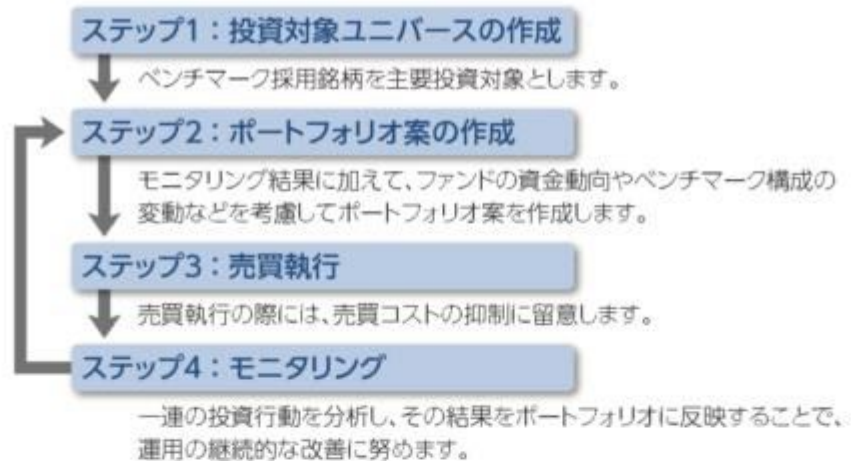 ステップ1：投資対象ユニバースの作成
ベンチマーク採用銘柄を主要投資対象とします。
ステップ2：ポートフォリオ案の作成
モニタリング結果に加えて、ファンドの資金動向やベンチマーク構成の
変動などを考慮してポートフォリオ案を作成します。
ステップ3：売買執行
売買執行の際には、売買コストの抑制に留意します。
ステップ4：モニタリング
一連の投資行動を分析し、その結果をポートフォリオに反映することで、
運用の継続的な改善に努めます。